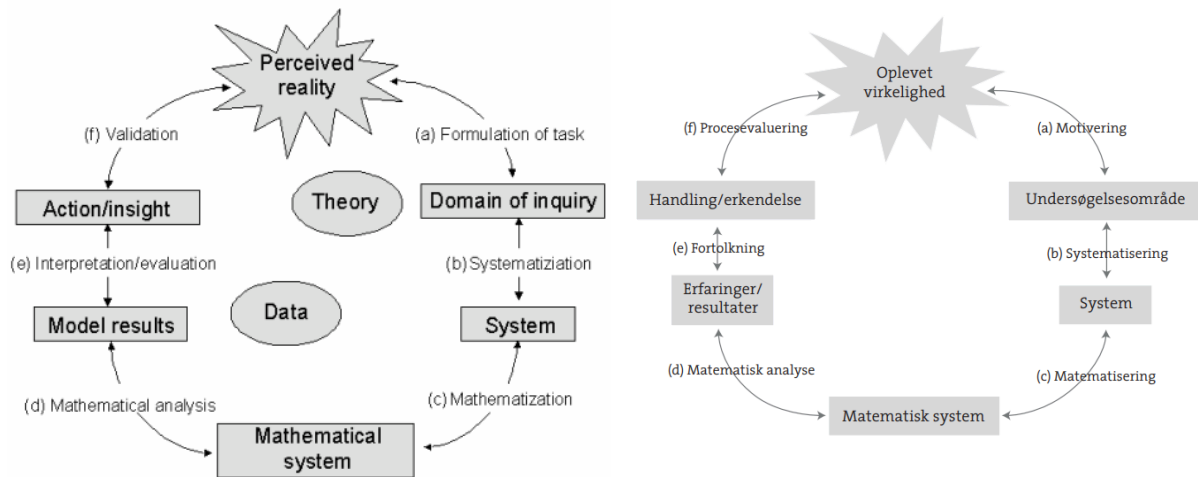 Perceived
reality
(f) Validation
(a) Formulation of task
Action/insight
Theory
Domain of inquiry
(e) Interpretation/evaluation
(b) Systematiziation
Data
Model results
System
(d) Mathematical analysis
(c) Mathematization
Mathematical
system
Oplevet
virkelighed
(f) Procesevaluering
(a) Motivering
Handling/erkendelse
Undersøgelsesområde
(e) Fortolkning
(b) Systematisering
Erfaringer/
resultater
System
(d) Matematisk analyse
(c) Matematisering
Matematisk system